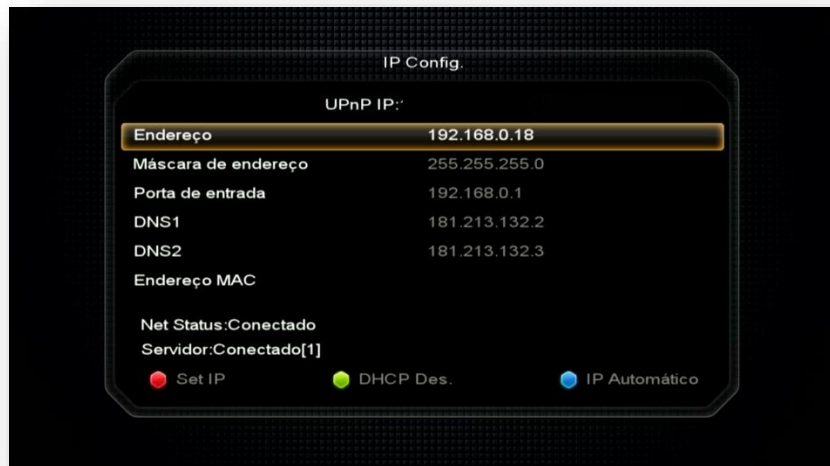 IP Config.
UPnP IP:
Endereço 192.168.0.18
Máscara de endereço 255.255.255.0
Porta de entrada 192.168.0.1
DNS1 181.213.132.2
DNS2 181.213.132.3
Endereço MAC
Net Status:Conectado
Servidor:Conectado[1]
Set IP DHCP Des. IP Automático